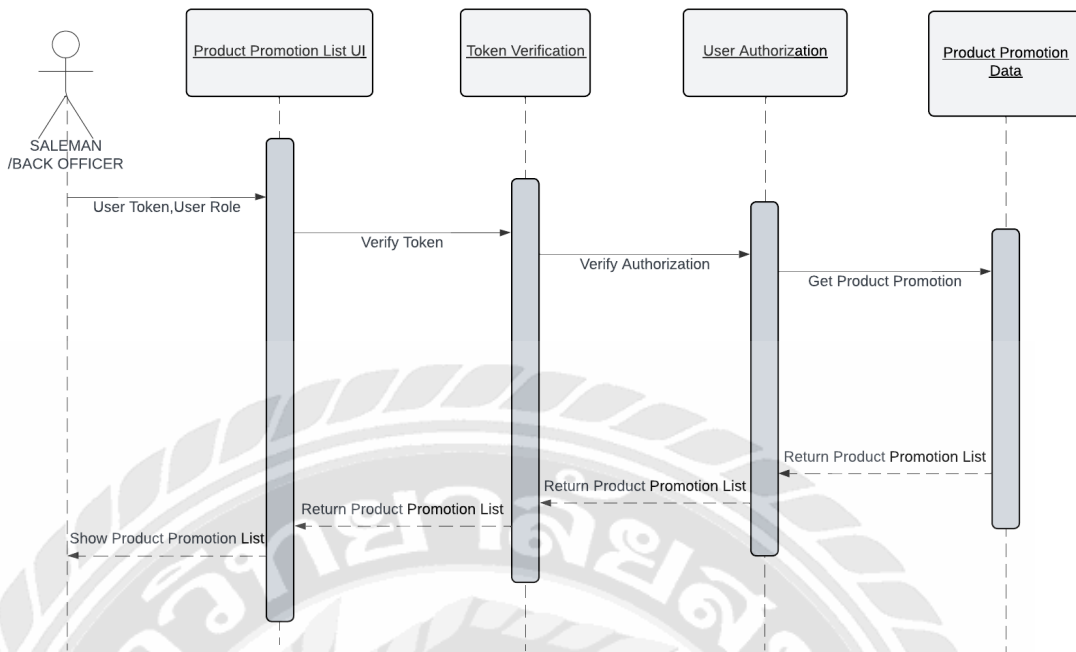 Product Promotion List UI
Token Verification
User Authorization
Product Promotion
Data
SALEMAN
/BACK OFFICER
User Token,User Role
Verify Token
Verify Authorization
Get Product Promotion
Return Product Promotion List
Return Product Promotion List
Return Product Promotion List
Show Product Promotion List